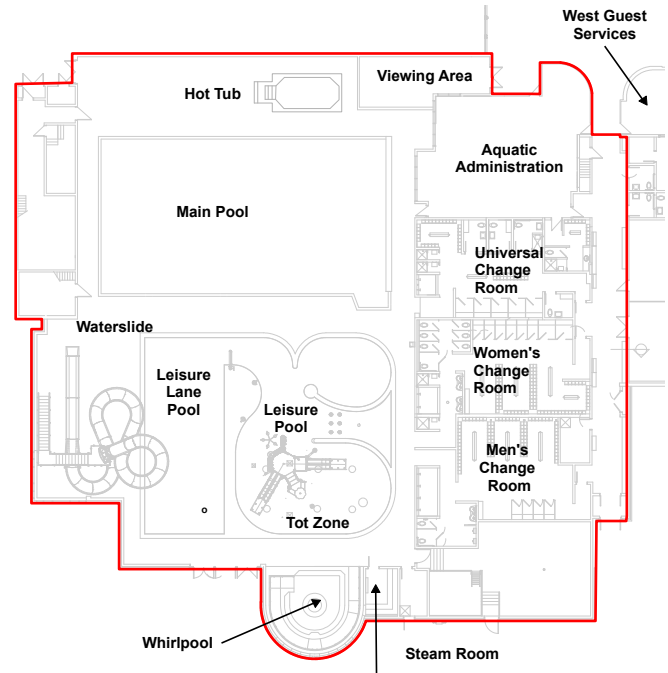 West Guest
Services
Viewing Area
Hot Tub
Aquatic
Administration
Main Pool
Universal
Change
Room
Waterslide
Women's
Change
Room
Leisure
Lane
Pool
Leisure
Pool
Men's
Change
Room
Tot Zone
Whirlpool
Steam Room